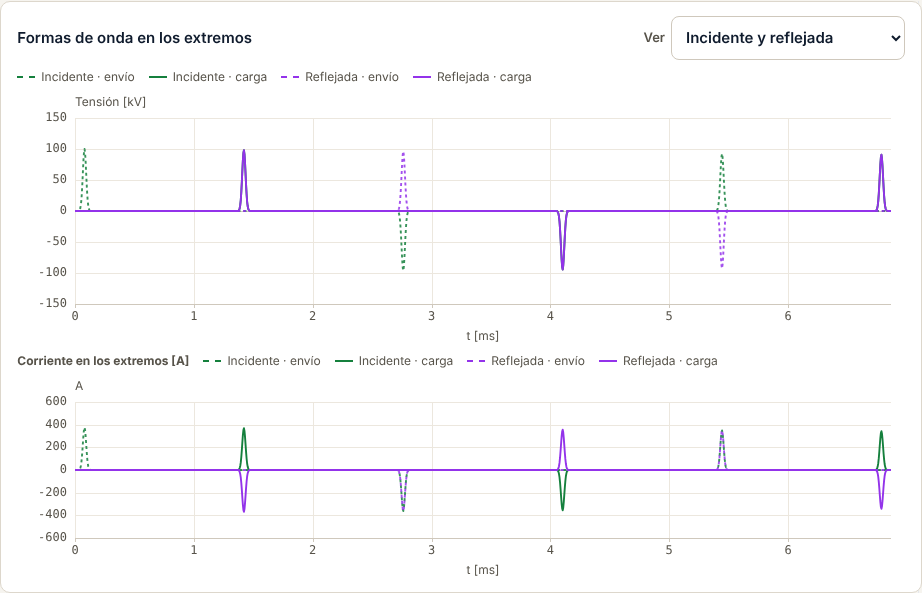 Formas de onda en los extremos Ver Incidente y reflejada
Incidente · envío Incidente · carga Reflejada · envío Reflejada · carga
Tensión [kV]
150
100
50
0
-50
-100
-150
0 1 2 3 4 5 6
t [ms]
Corriente en los extremos [A] Incidente · envío Incidente · carga Reflejada · envío Reflejada · carga
A
600
400
200
0
-200
-400
-600
0 1 2 3 4 5 6
t [ms]